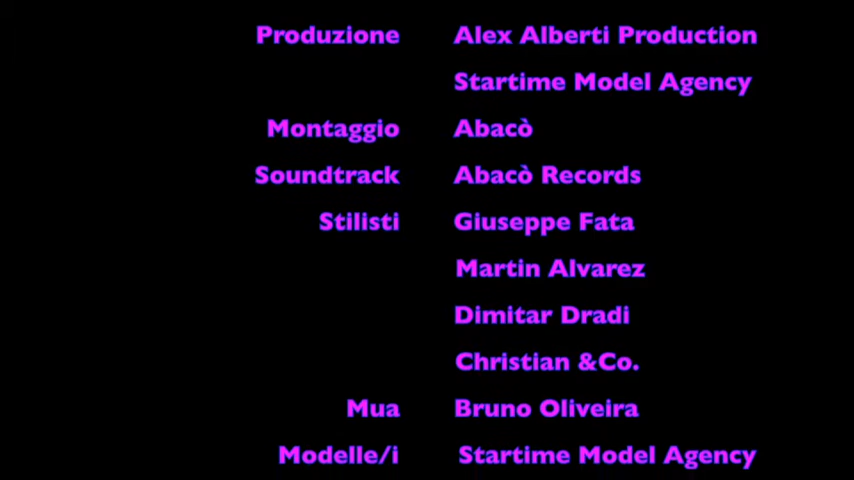 Produzione Alex Alberti Production
Startime Model Agency
Montaggio Abacò
Soundtrack Abacò Records
Stilisti Giuseppe Fata
Martin Alvarez
Dimitar Dradi
Christian &Co.
Mua Bruno Oliveira
Modelle/i Startime Model Agency